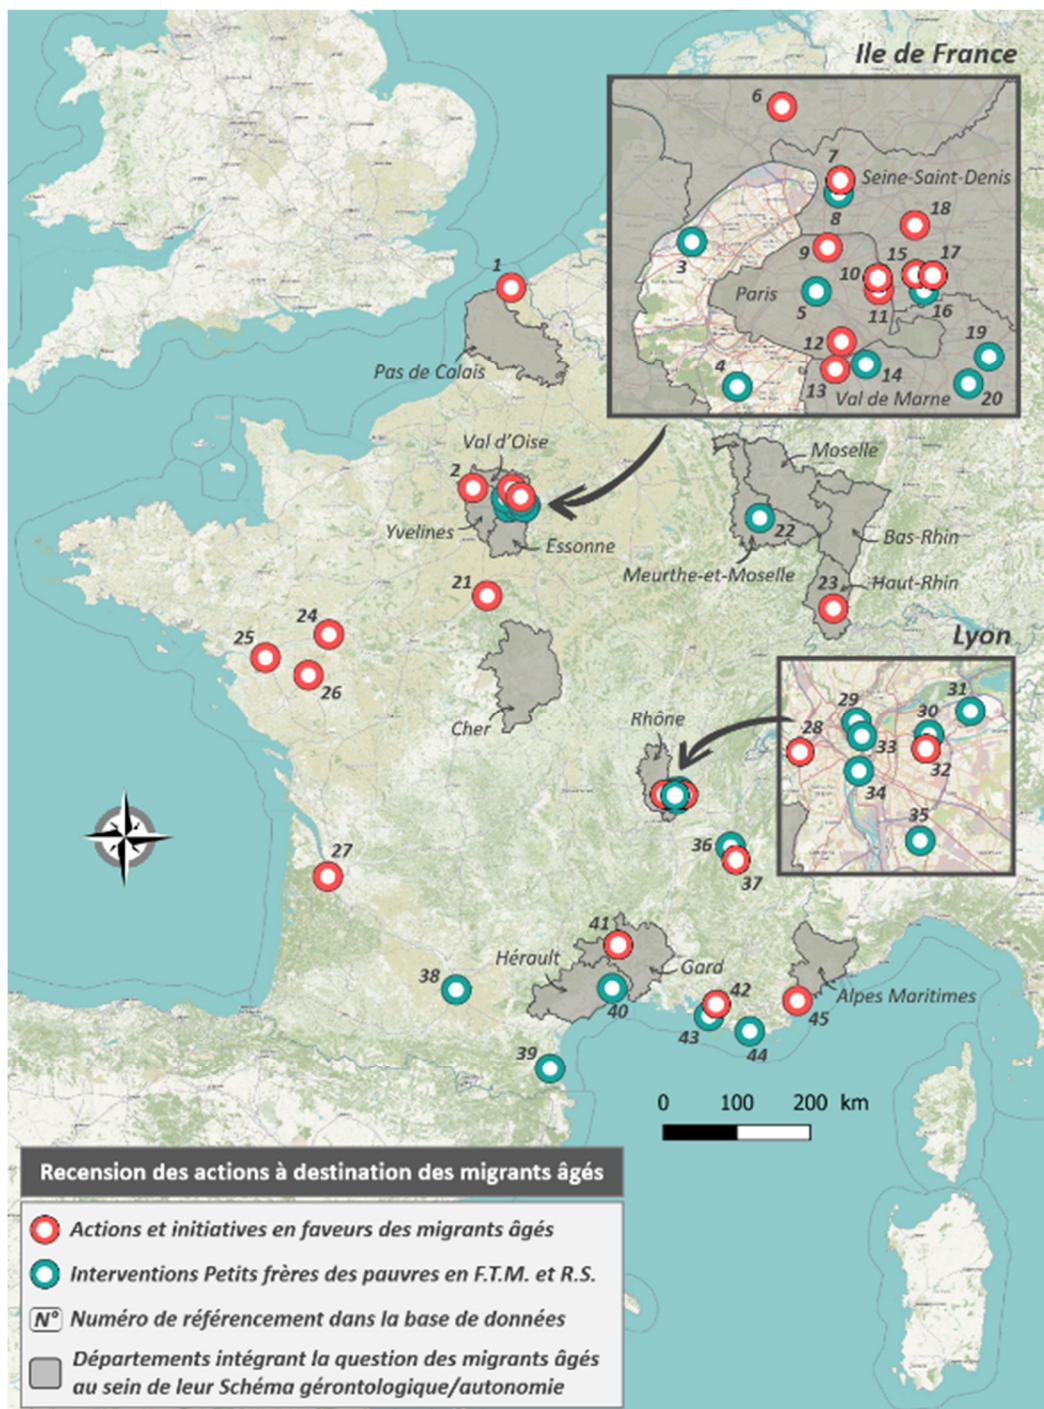 Ile de France
6
7
Seine-Saint-Denis
8
18
3
9
15
17
10
Paris
5
11
16
12
19
4
13
14
Val de Marne
20
1
Pas de Calais
Val d'Oise
2
Yvelines
Essonne
Moselle
22
Bas-Rhin
Meurthe-et-Moselle
23
Haut-Rhin
21
24
25
26
Cher
Lyon
Rhône
28
29
30
31
33
32
34
35
27
36
37
41
Hérault
Gard
38
40
42
43
44
45
Alpes Maritimes
39
0 100 200 km
Recension des actions à destination des migrants âgés
Actions et initiatives en faveurs des migrants âgés
Interventions Petits frères des pauvres en F.T.M. et R.S.
N° Numéro de référencement dans la base de données
Départements intégrant la question des migrants âgés
au sein de leur Schéma gérontologique/autonomie